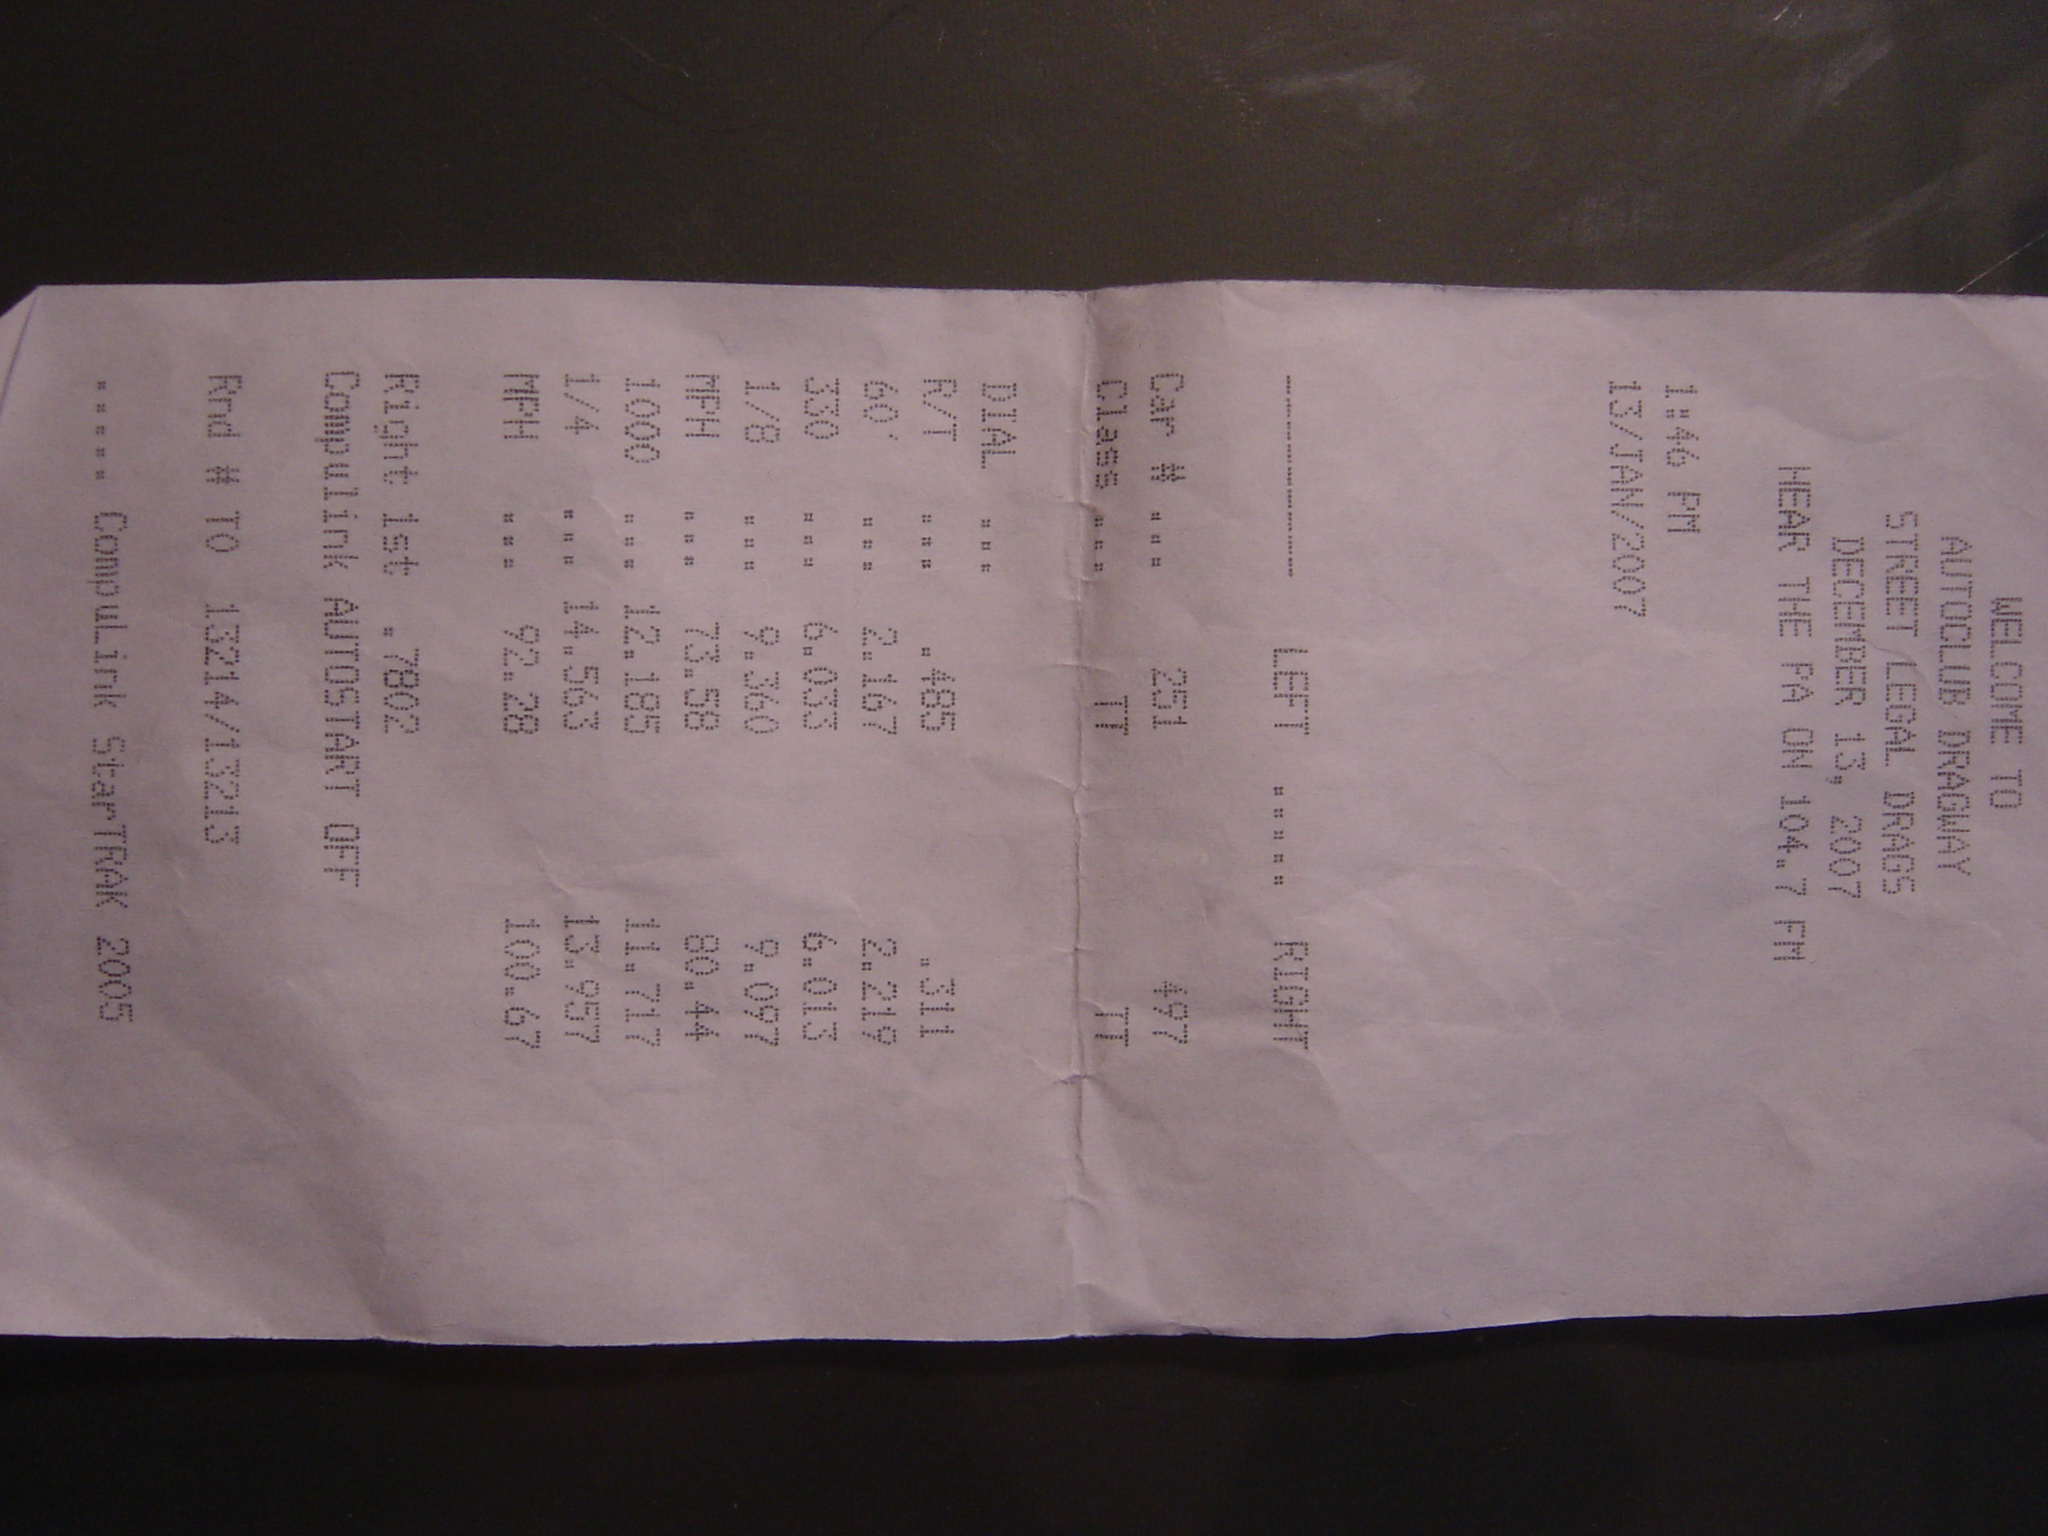 WELCOME TO
AUTOCLUB DRAGWAY
STREET LEGAL DRAGS
DECEMBER 13, 2007
HEAR THE PA ON 104.7 FM
1:46 PM
13/JAN/2007
---------- LEFT ..... RIGHT
Car # ... 251 497
Class ... TT TT
DIAL ...
R/T ... .485 .311
60' ... 2.167 2.219
330 ... 6.033 6.013
1/8 ... 9.360 9.097
MPH ... 73.58 80.44
1000 ... 12.185 11.717
1/4 ... 14.563 13.957
MPH ... 92.28 100.67
Right 1st .7802
Compulink AUTOSTART OFF
Rnd # T0 13214/13213
..... CompuLink StarTRAK 2005